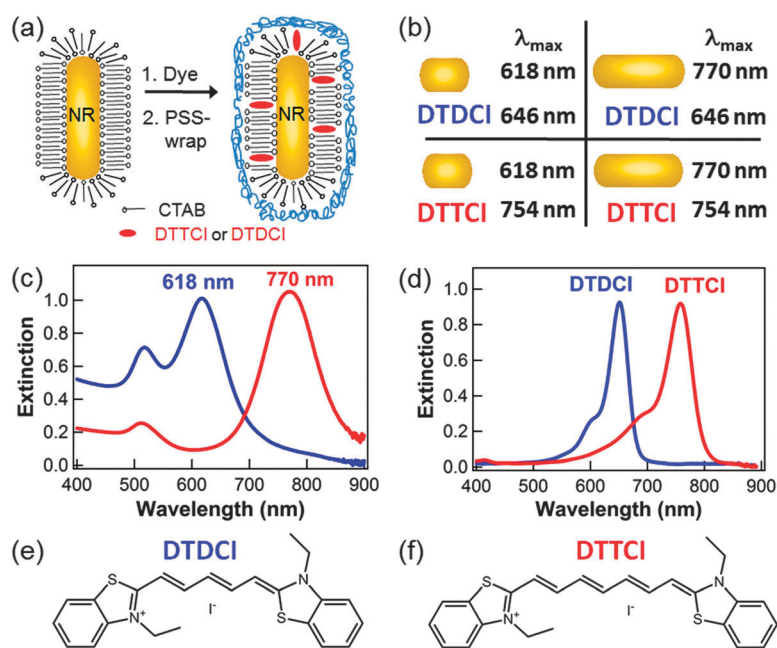 (a)
NR
1. Dye
2. PSS-
wrap
NR
CTAB
DTTCI or DTDCI
(b)
λmax
λmax
618 nm
770 nm
DTDCI
646 nm
DTDCI
646 nm
618 nm
770 nm
DTTCI
754 nm
DTTCI
754 nm
(c)
618 nm
770 nm
1.0
0.8
0.6
0.4
0.2
0.0
Extinction
400 500 600 700 800 900
Wavelength (nm)
(d)
DTDCI
DTTCI
1.0
0.8
0.6
0.4
0.2
0.0
Extinction
400 500 600 700 800 900
Wavelength (nm)
(e)
DTDCI
S
N+
I-
N
S
(f)
DTTCI
S
N+
I-
N
S